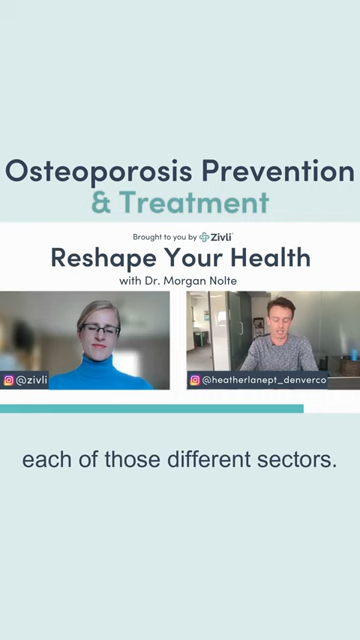 Osteoporosis Prevention
& Treatment
Brought to you by Zivli
Reshape Your Health
with Dr. Morgan Nolte
@zivli
@heatherlanept_denverco
each of those different sectors.